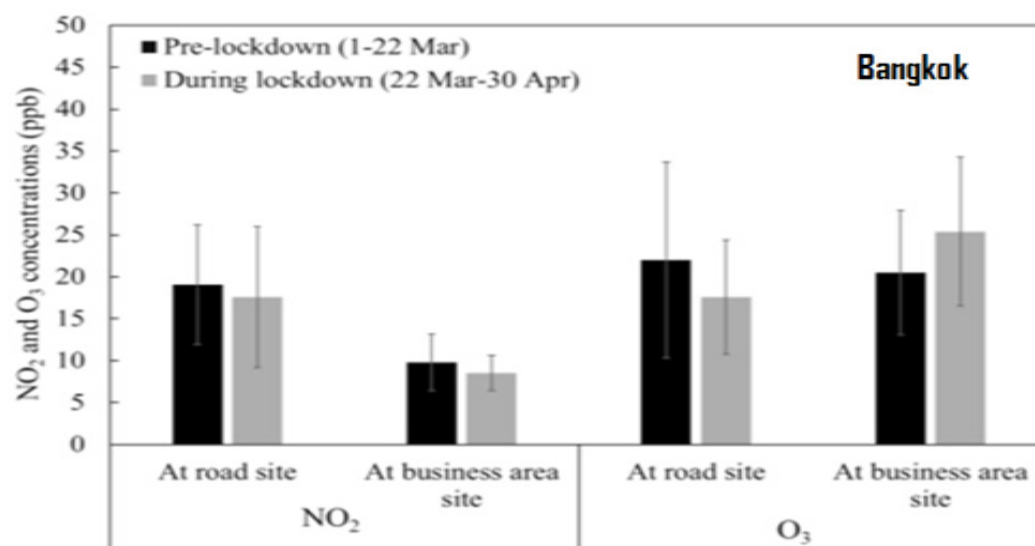 50
45
40
35
30
25
20
15
10
5
0
NO₂ and O₃ concentrations (ppb)
Pre-lockdown (1-22 Mar)
During lockdown (22 Mar-30 Apr)
Bangkok
At road site
At business area
site
At road site
At business area
site
NO₂
O₃